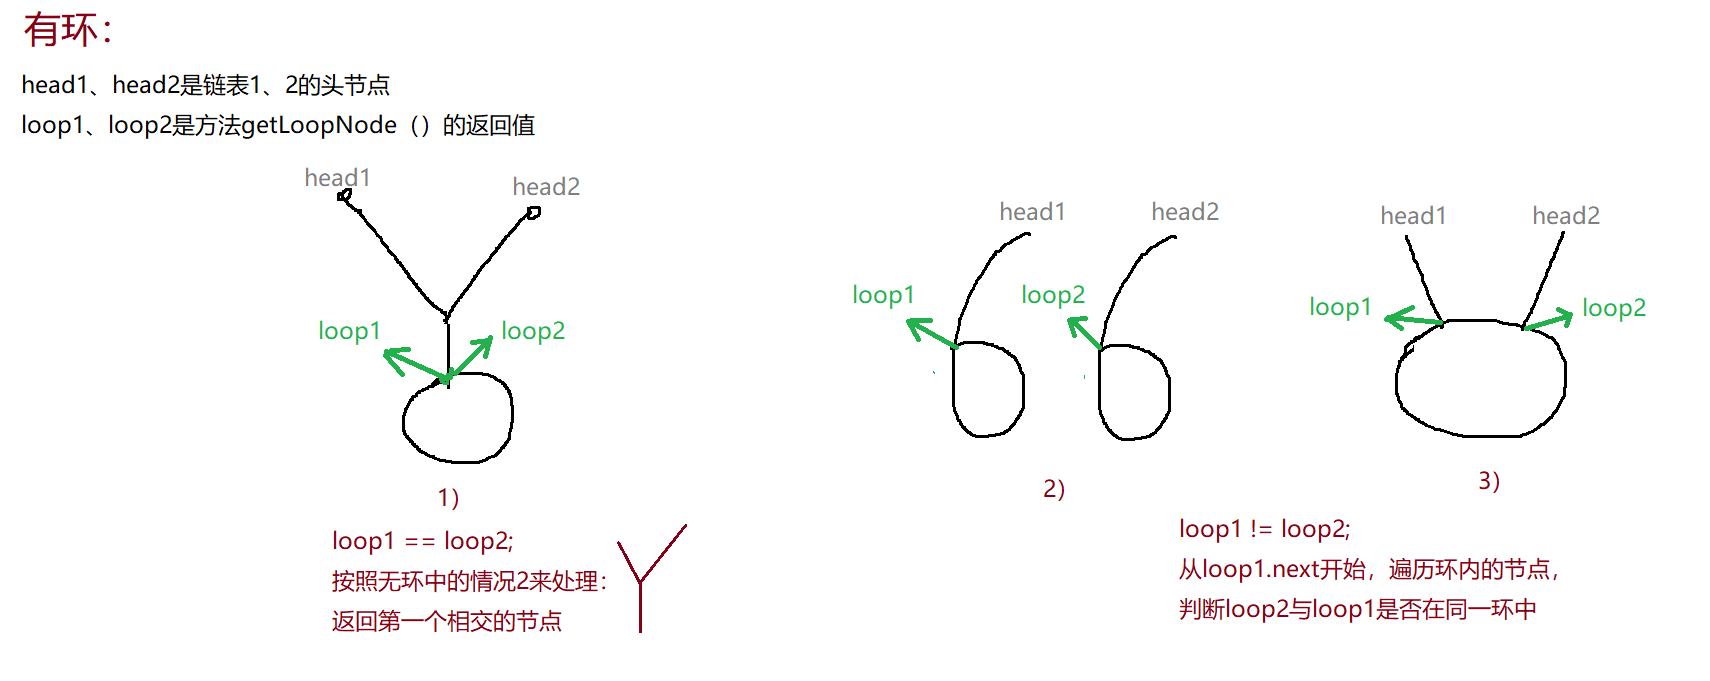 有环：
head1、head2是链表1、2的头节点
loop1、loop2是方法getLoopNode（）的返回值
head1
head2
loop1
loop2
1）
loop1 == loop2;
按照无环中的情况2来处理：
返回第一个相交的节点
head1
head2
loop1
loop2
2）
head1
head2
loop1
loop2
3）
loop1 != loop2;
从loop1.next开始，遍历环内的节点，
判断loop2与loop1是否在同一环中